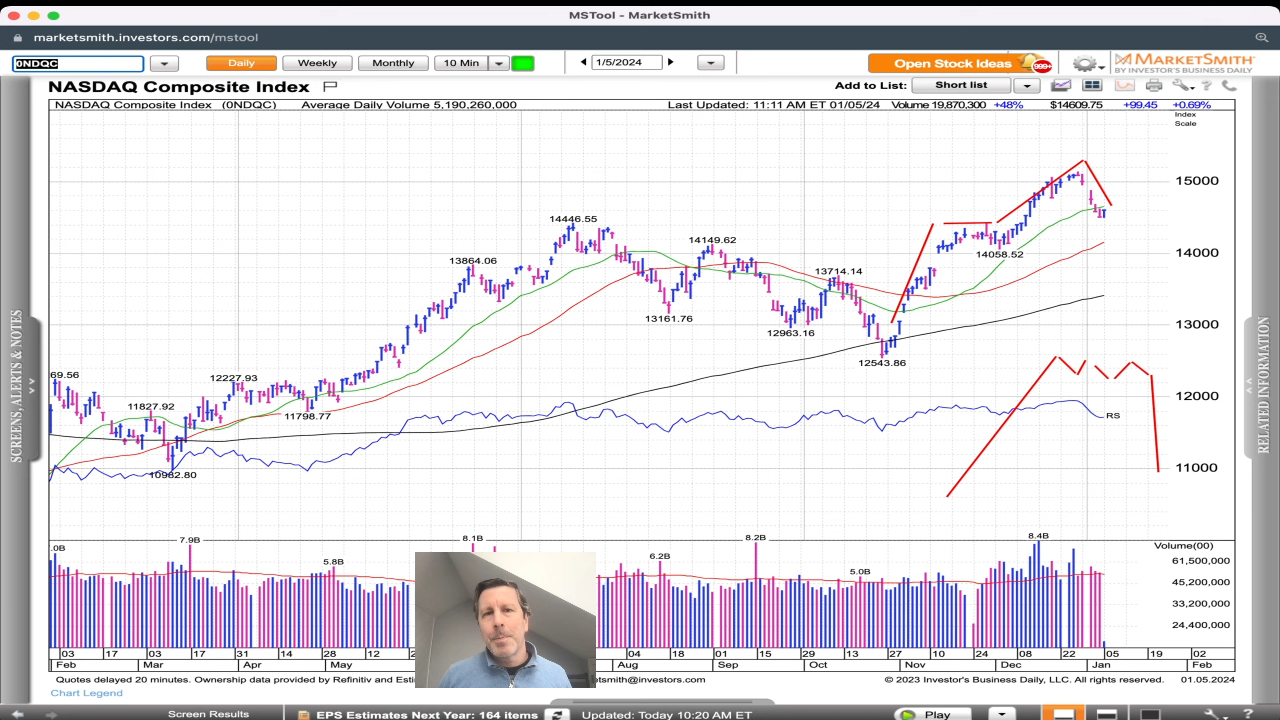 MSTool - MarketSmith
marketsmith.investors.com/mstool
0NDQC Daily Weekly Monthly 10 Min 1/5/2024 Open Stock Ideas 999+ MarketSmith
BY INVESTOR'S BUSINESS DAILY
NASDAQ Composite Index Add to List: Short list
NASDAQ Composite Index (0NDQC) Average Daily Volume 5,190,260,000 Last Updated: 11:11 AM ET 01/05/24 Volume 19,870,300 +48% $14609.75 +99.45 +0.69%
Index
Scale
15000
14446.55
14149.62
14000
14058.52
13864.06
13714.14
13161.76
13000
12963.16
12543.86
69.56
12227.93
12000
11827.92
11798.77
RS
11000
10982.80
SCREENS, ALERTS & NOTES
RELATED INFORMATION
.0B 7.9B 5.8B 8.1B 6.2B 8.2B 5.0B 8.4B
Volume(00)
61,500,000
45,200,000
33,200,000
24,400,000
03 17 03 17 31 14 28 12 04 18 01 15 29 13 27 10 24 08 22 05 19 02
Feb Mar Apr May Aug Sep Oct Nov Dec Jan Feb
Quotes delayed 20 minutes. Ownership data provided by Refinitiv and Esti ketsmith@investors.com © 2023 Investor's Business Daily, LLC. All rights reserved. 01.05.2024
Chart Legend
Screen Results EPS Estimates Next Year: 164 items Updated: Today 10:20 AM ET Play